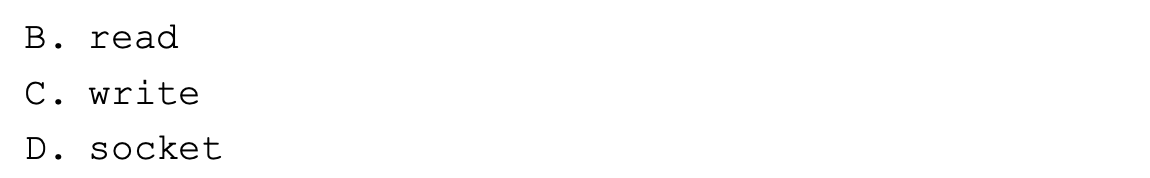 B. read
C. write
D. socket